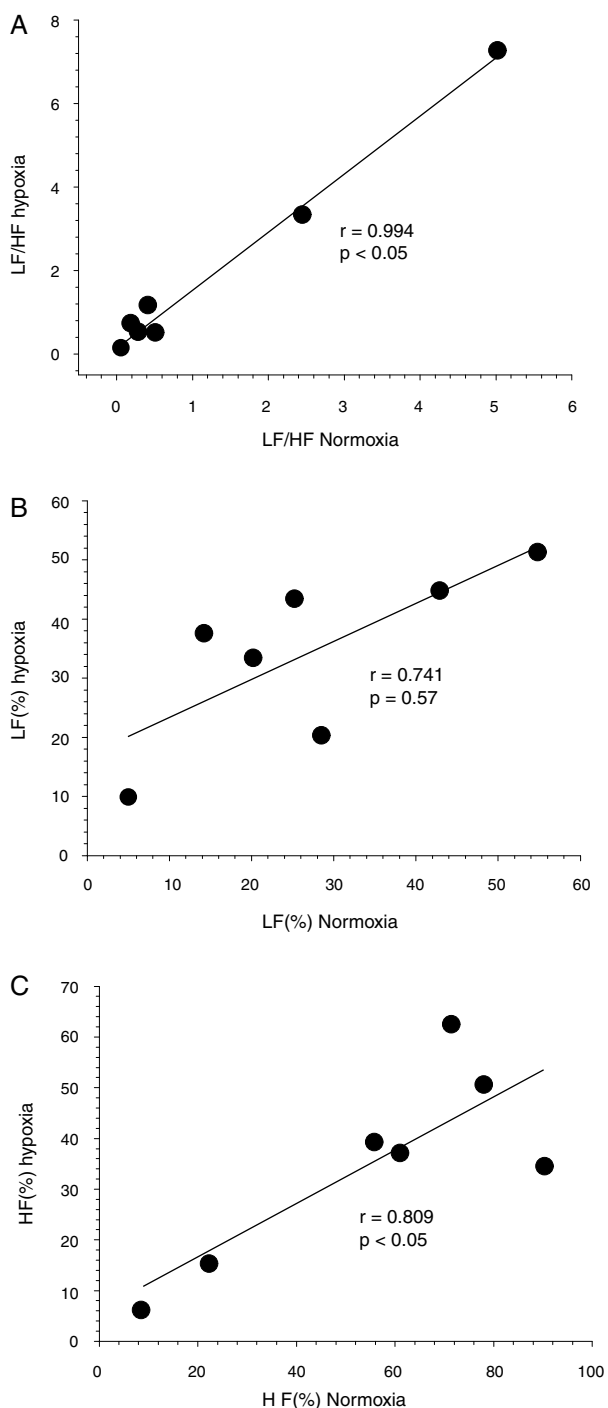 A
8
6
4
2
0
LF/HF hypoxia
r = 0.994
p < 0.05
0 1 2 3 4 5 6
LF/HF Normoxia
B
60
50
40
30
20
10
0
LF(%) hypoxia
r = 0.741
p = 0.57
0 10 20 30 40 50 60
LF(%) Normoxia
C
70
60
50
40
30
20
10
0
HF(%) hypoxia
r = 0.809
p < 0.05
0 20 40 60 80 100
H F(%) Normoxia